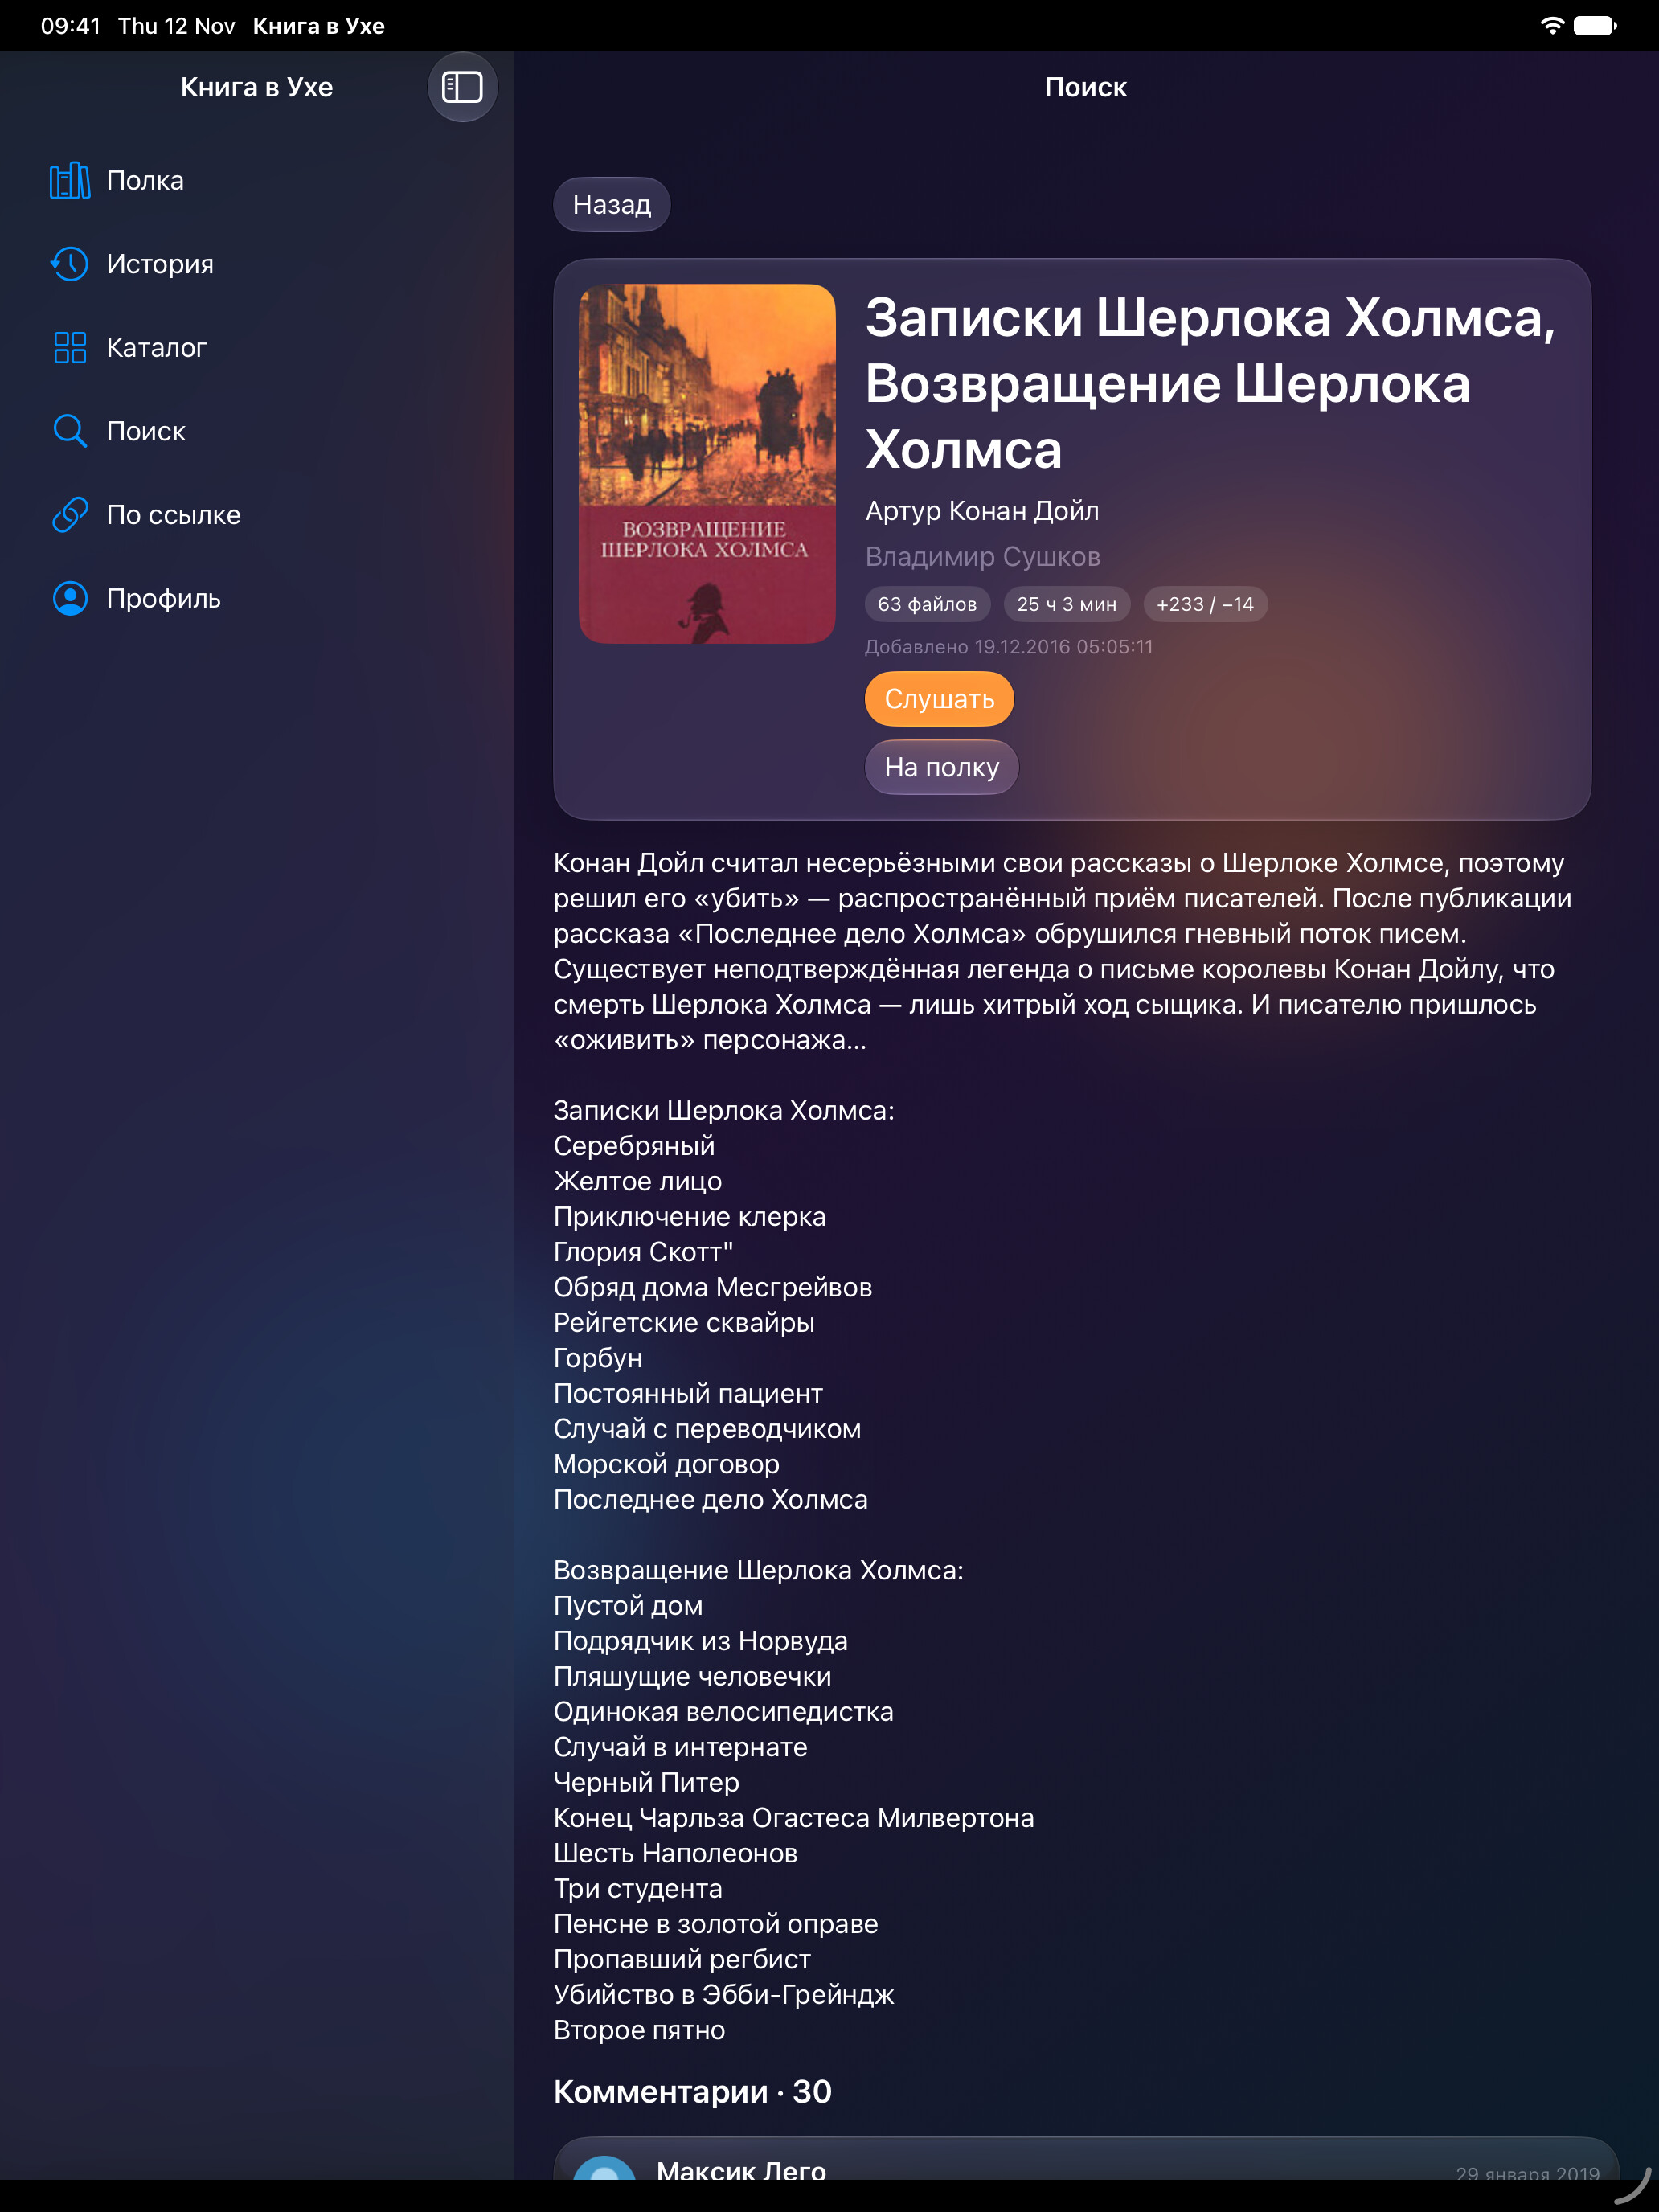 09:41 Thu 12 Nov Книга в Ухе
Книга в Ухе
Поиск
Полка
История
Каталог
Поиск
По ссылке
Профиль
Назад
ВОЗВРАЩЕНИЕ
ШЕРЛОКА ХОЛМСА
Записки Шерлока Холмса,
Возвращение Шерлока
Холмса
Артур Конан Дойл
Владимир Сушков
63 файлов 25 ч 3 мин +233 / −14
Добавлено 19.12.2016 05:05:11
Слушать
На полку
Конан Дойл считал несерьёзными свои рассказы о Шерлоке Холмсе, поэтому
решил его «убить» — распространённый приём писателей. После публикации
рассказа «Последнее дело Холмса» обрушился гневный поток писем.
Существует неподтверждённая легенда о письме королевы Конан Дойлу, что
смерть Шерлока Холмса — лишь хитрый ход сыщика. И писателю пришлось
«оживить» персонажа...
Записки Шерлока Холмса:
Серебряный
Желтое лицо
Приключение клерка
Глория Скотт"
Обряд дома Месгрейвов
Рейгетские сквайры
Горбун
Постоянный пациент
Случай с переводчиком
Морской договор
Последнее дело Холмса
Возвращение Шерлока Холмса:
Пустой дом
Подрядчик из Норвуда
Пляшущие человечки
Одинокая велосипедистка
Случай в интернате
Черный Питер
Конец Чарльза Огастеса Милвертона
Шесть Наполеонов
Три студента
Пенсне в золотой оправе
Пропавший регбист
Убийство в Эбби-Грейндж
Второе пятно
Комментарии · 30
Максик Лего 29 января 2019